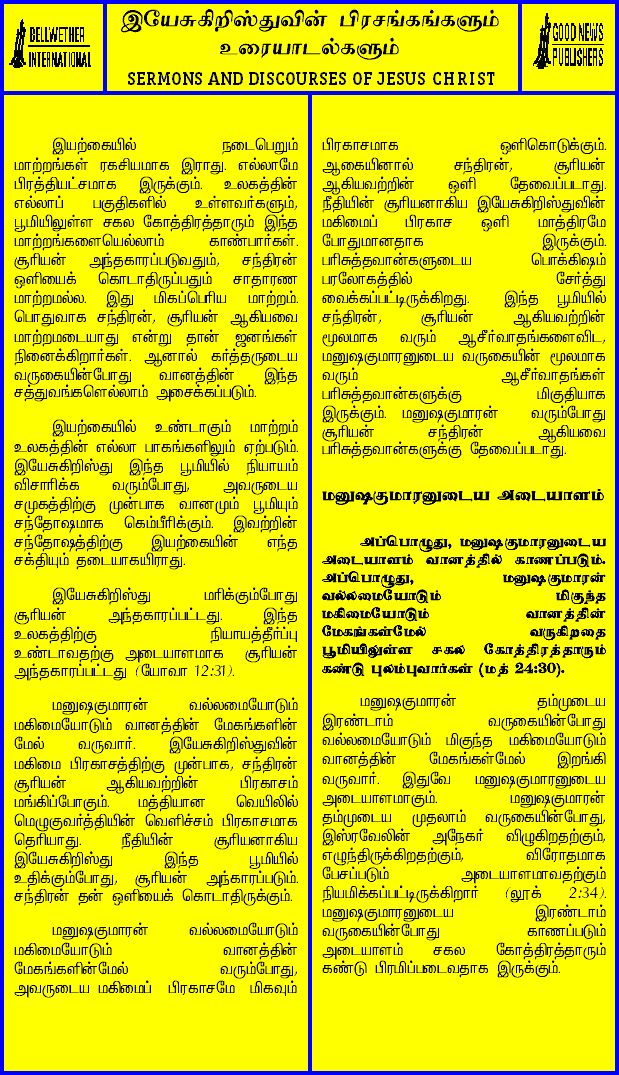 BELLWETHER
INTERNATIONAL
இயேசுகிறிஸ்துவின் பிரசங்கங்களும்
உரையாடல்களும்
SERMONS AND DISCOURSES OF JESUS CHRIST
GOOD NEWS
PUBLISHERS
இயற்கையில் நடைபெறும்
மாற்றங்கள் ரகசியமாக இராது. எல்லாமே
பிரத்தியட்சமாக இருக்கும். உலகத்தின்
எல்லாப் பகுதிகளில் உள்ளவர்களும்,
பூமியிலுள்ள சகல கோத்திரத்தாரும் இந்த
மாற்றங்களையெல்லாம் காண்பார்கள்.
சூரியன் அந்தகாரப்படுவதும், சந்திரன்
ஒளியைக் கொடாதிருப்பதும் சாதாரண
மாற்றமல்ல. இது மிகப்பெரிய மாற்றம்.
பொதுவாக சந்திரன், சூரியன் ஆகியவை
மாற்றமடையாது என்று தான் ஜனங்கள்
நினைக்கிறார்கள். ஆனால் கர்த்தருடைய
வருகையின்போது வானத்தின் இந்த
சத்துவங்களெல்லாம் அசைக்கப்படும்.
இயற்கையில் உண்டாகும் மாற்றம்
உலகத்தின் எல்லா பாகங்களிலும் ஏற்படும்.
இயேசுகிறிஸ்து இந்த பூமியில் நியாயம்
விசாரிக்க வரும்போது, அவருடைய
சமுகத்திற்கு முன்பாக வானமும் பூமியும்
சந்தோஷமாக கெம்பீரிக்கும். இவற்றின்
சந்தோஷத்திற்கு இயற்கையின் எந்த
சக்தியும் தடையாகயிராது.
இயேசுகிறிஸ்து மரிக்கும்போது
சூரியன் அந்தகாரப்பட்டது. இந்த
உலகத்திற்கு நியாயத்தீர்ப்பு
உண்டாவதற்கு அடையாளமாக சூரியன்
அந்தகாரப்பட்டது (யோவா 12:31).
மனுஷகுமாரன் வல்லமையோடும்
மகிமையோடும் வானத்தின் மேகங்களின்
மேல் வருவார். இயேசுகிறிஸ்துவின்
மகிமை பிரகாசத்திற்கு முன்பாக, சந்திரன்
சூரியன் ஆகியவற்றின் பிரகாசம்
மங்கிப்போகும். மத்தியான வெயிலில்
மெழுகுவர்த்தியின் வெளிச்சம் பிரகாசமாக
தெரியாது. நீதியின் சூரியனாகிய
இயேசுகிறிஸ்து இந்த பூமியில்
உதிக்கும்போது, சூரியன் அந்காரப்படும்.
சந்திரன் தன் ஒளியைக் கொடாதிருக்கும்.
மனுஷகுமாரன் வல்லமையோடும்
மகிமையோடும் வானத்தின்
மேகங்களின்மேல் வரும்போது,
அவருடைய மகிமைப் பிரகாசமே மிகவும்
பிரகாசமாக ஒளிகொடுக்கும்.
ஆகையினால் சந்திரன், சூரியன்
ஆகியவற்றின் ஒளி தேவைப்படாது.
நீதியின் சூரியனாகிய இயேசுகிறிஸ்துவின்
மகிமைப் பிரகாச ஒளி மாத்திரமே
போதுமானதாக இருக்கும்.
பரிசுத்தவான்களுடைய பொக்கிஷம்
பரலோகத்தில் சேர்த்து
வைக்கப்பட்டிருக்கிறது. இந்த பூமியில்
சந்திரன், சூரியன் ஆகியவற்றின்
மூலமாக வரும் ஆசீர்வாதங்களைவிட,
மனுஷகுமாரனுடைய வருகையின் மூலமாக
வரும் ஆசீர்வாதங்கள்
பரிசுத்தவான்களுக்கு மிகுதியாக
இருக்கும். மனுஷகுமாரன் வரும்போது
சூரியன் சந்திரன் ஆகியவை
பரிசுத்தவான்களுக்கு தேவைப்படாது.
மனுஷகுமாரனுடைய அடையாளம்
அப்பொழுது, மனுஷகுமாரனுடைய
அடையாளம் வானத்தில் காணப்படும்.
அப்பொழுது, மனுஷகுமாரன்
வல்லமையோடும் மிகுந்த
மகிமையோடும் வானத்தின்
மேகங்கள்மேல் வருகிறதை
பூமியிலுள்ள சகல கோத்திரத்தாரும்
கண்டு புலம்புவார்கள் (மத் 24:30).
மனுஷகுமாரன் தம்முடைய
இரண்டாம் வருகையின்போது
வல்லமையோடும் மிகுந்த மகிமையோடும்
வானத்தின் மேகங்கள்மேல் இறங்கி
வருவார். இதுவே மனுஷகுமாரனுடைய
அடையாளமாகும். மனுஷகுமாரன்
தம்முடைய முதலாம் வருகையின்போது,
இஸ்ரவேலின் அநேகர் விழுகிறதற்கும்,
எழுந்திருக்கிறதற்கும், விரோதமாக
பேசப்படும் அடையாளமாவதற்கும்
நியமிக்கப்பட்டிருக்கிறார் (லூக் 2:34).
மனுஷகுமாரனுடைய இரண்டாம்
வருகையின்போது காணப்படும்
அடையாளம் சகல கோத்திரத்தாரும்
கண்டு பிரமிப்படைவதாக இருக்கும்.